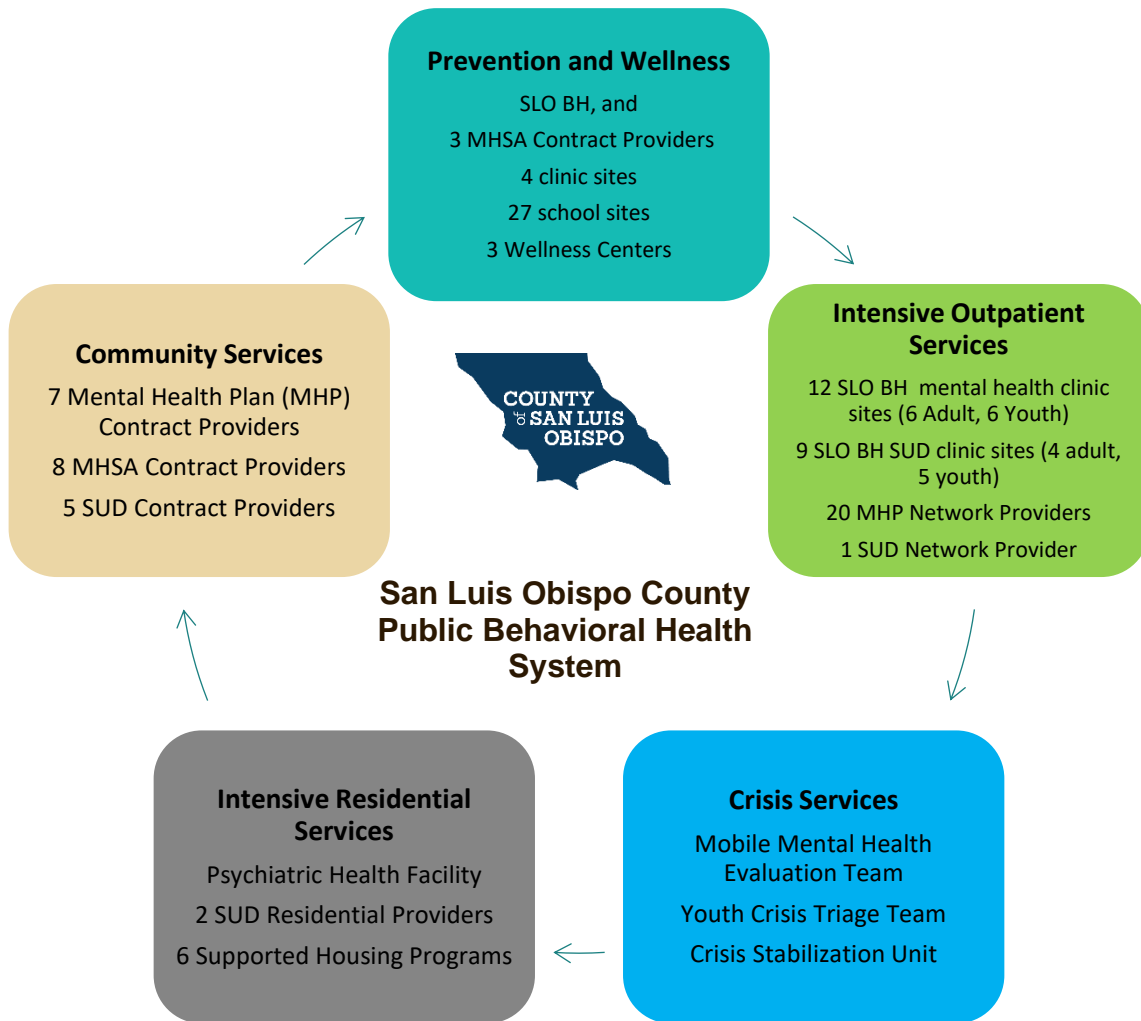 Prevention and Wellness
SLO BH, and
3 MHSA Contract Providers
4 clinic sites
27 school sites
3 Wellness Centers
Intensive Outpatient
Services
12 SLO BH mental health clinic
sites (6 Adult, 6 Youth)
9 SLO BH SUD clinic sites (4 adult,
5 youth)
20 MHP Network Providers
1 SUD Network Provider
Crisis Services
Mobile Mental Health
Evaluation Team
Youth Crisis Triage Team
Crisis Stabilization Unit
Intensive Residential
Services
Psychiatric Health Facility
2 SUD Residential Providers
6 Supported Housing Programs
Community Services
7 Mental Health Plan (MHP)
Contract Providers
8 MHSA Contract Providers
5 SUD Contract Providers
COUNTY
OF SAN LUIS
OBISPO
San Luis Obispo County
Public Behavioral Health
System